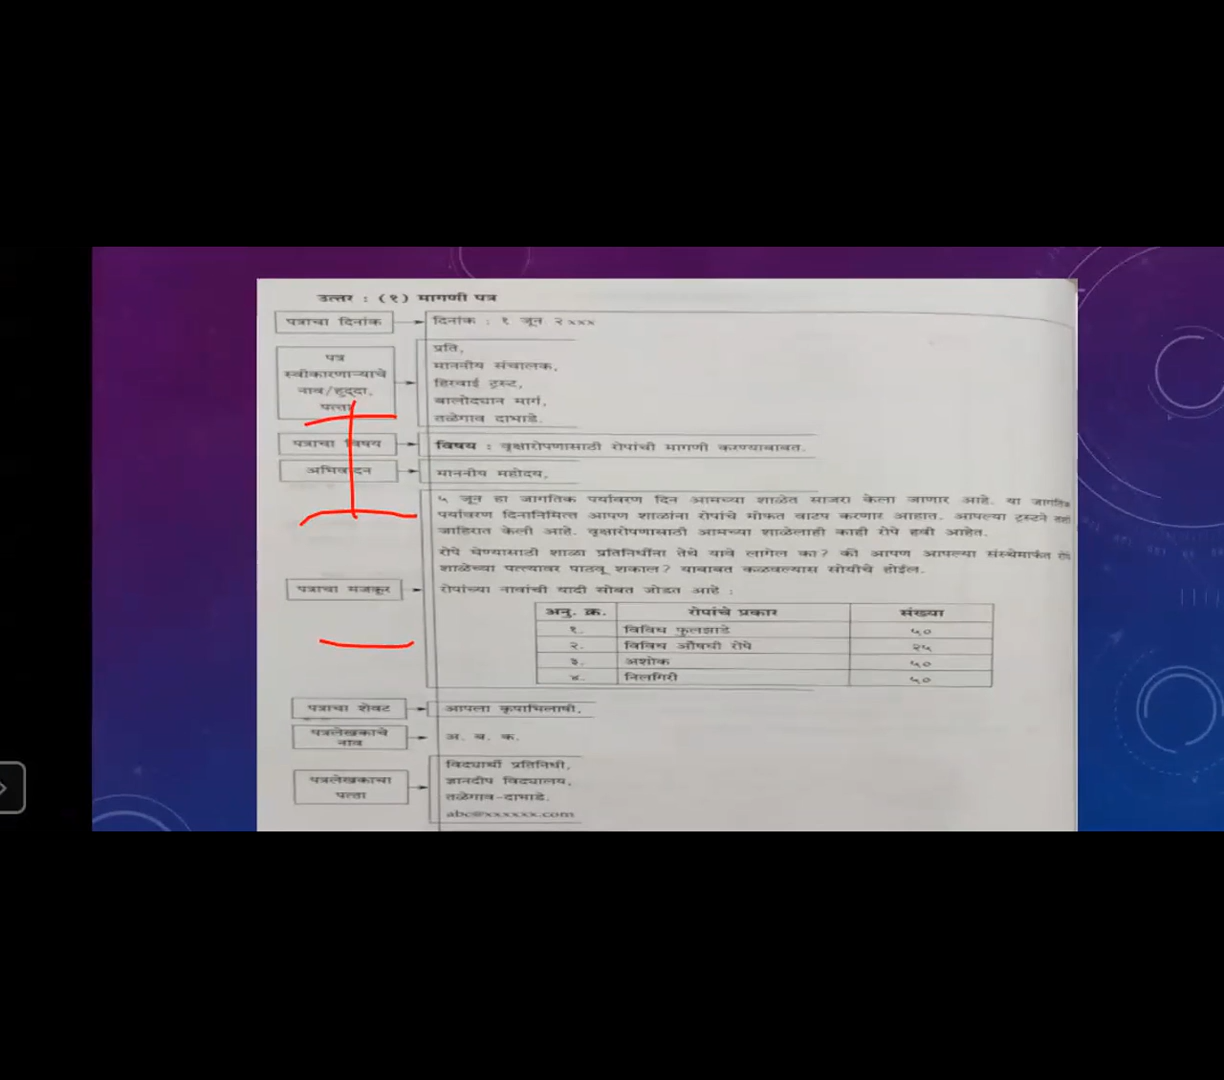 उत्तर : (१) मागणी पत्र
पत्राचा दिनांक
दिनांक : १ जून २xxx
पत्र
स्वीकारणाऱ्याचे
नाव/हुद्दा,
पत्ता
प्रति,
माननीय संचालक,
हिरवाई ट्रस्ट,
बालोद्यान मार्ग,
तळेगाव दाभाडे.
पत्राचा विषय
विषय : वृक्षारोपणासाठी रोपांची मागणी करण्याबाबत.
अभिवादन
माननीय महोदय,
५ जून हा जागतिक पर्यावरण दिन आमच्या शाळेत साजरा केला जाणार आहे. या जागतिक
पर्यावरण दिनानिमित्त आपण शाळांना रोपांचे मोफत वाटप करणार आहात. आपल्या ट्रस्टने तशी
जाहिरात केली आहे. वृक्षारोपणासाठी आमच्या शाळेलाही काही रोपे हवी आहेत.
रोपे घेण्यासाठी शाळा प्रतिनिधींना तेथे यावे लागेल का? की आपण आपल्या संस्थेमार्फत रोपे
शाळेच्या पत्त्यावर पाठवू शकाल? याबाबत कळवल्यास सोयीचे होईल.
पत्राचा मजकूर
रोपांच्या नावांची यादी सोबत जोडत आहे :
अनु. क्र. रोपांचे प्रकार संख्या
१. विविध फुलझाडे ५०
२. विविध औषधी रोपे २५
३. अशोक ५०
४. निलगिरी ५०
पत्राचा शेवट
आपला कृपाभिलाषी,
पत्रलेखकाचे
नाव
अ. ब. क.
पत्रलेखकाचा
पत्ता
विद्यार्थी प्रतिनिधी,
ज्ञानदीप विद्यालय,
तळेगाव-दाभाडे.
abc@xxxxxx.com